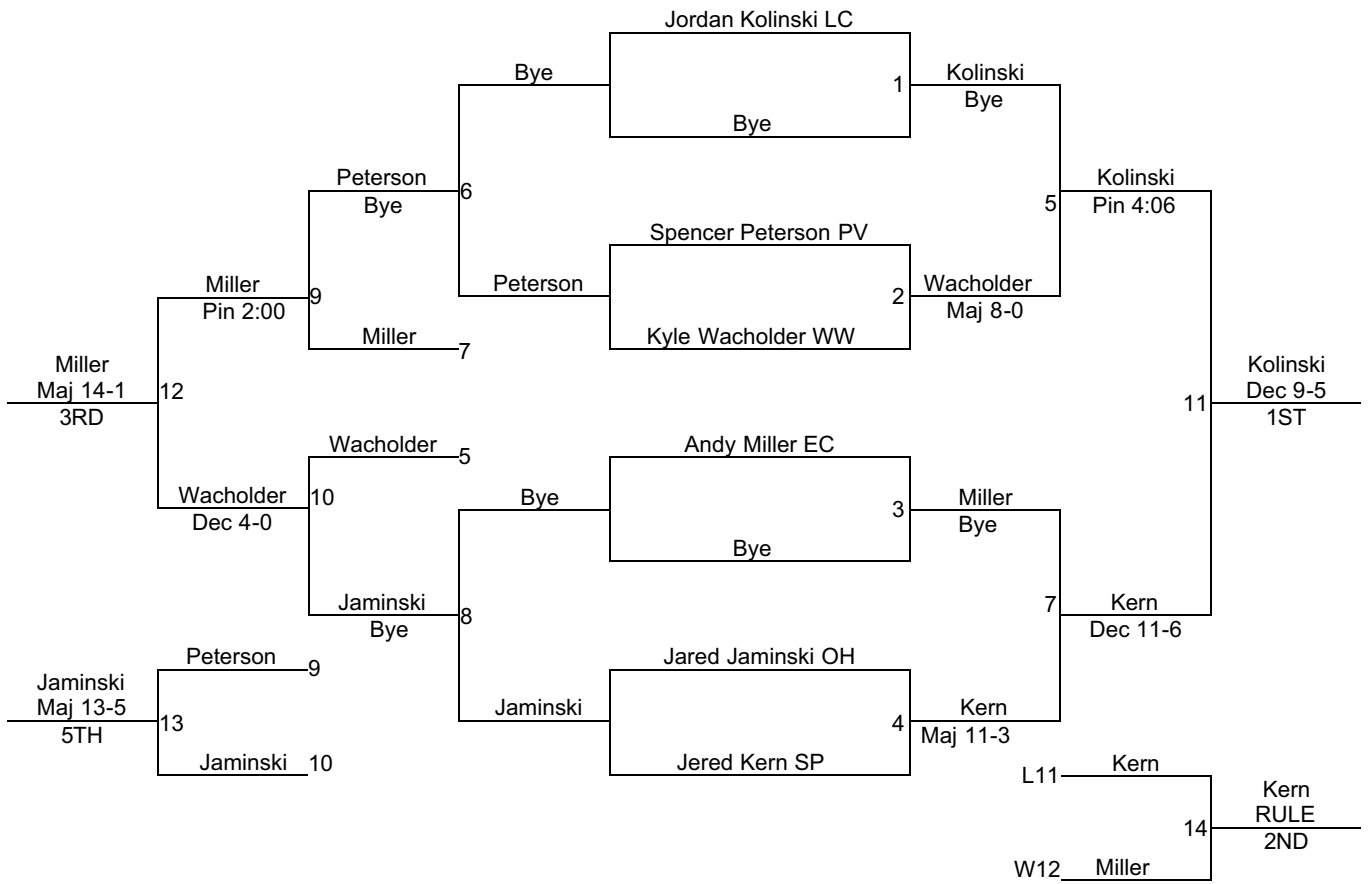 Jordan Kolinski LC
Bye
1
Kolinski
Bye
Bye
Peterson
Bye
6
Kolinski
Pin 4:06
5
Spencer Peterson PV
Miller
Pin 2:00
9
Peterson
2
Wacholder
Maj 8-0
Miller
7
Kyle Wacholder WW
Miller
Maj 14-1
3RD
12
Kolinski
Dec 9-5
1ST
11
Wacholder
5
Andy Miller EC
Wacholder
Dec 4-0
10
Bye
3
Miller
Bye
Bye
Jaminski
Bye
8
7
Kern
Dec 11-6
Peterson
9
Jared Jaminski OH
Jaminski
Maj 13-5
5TH
13
Jaminski
4
Kern
Maj 11-3
Jaminski
10
Jered Kern SP
L11
Kern
14
Kern
RULE
2ND
W12
Miller